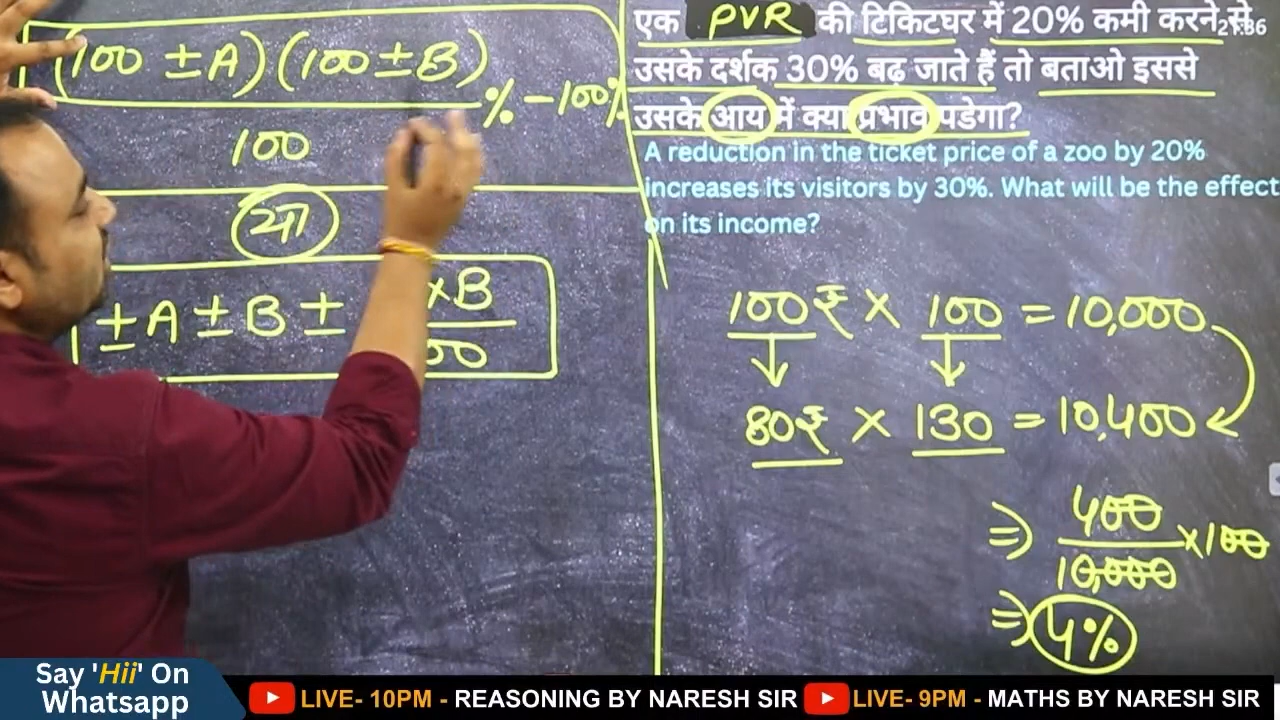 (100 ± A) (100 ± B)
% - 100%
100
या
± A ± B ±
×B
00
एक PVR की टिकिटघर में 20% कमी करने से
21:36
उसके दर्शक 30% बढ़ जाते हैं तो बताओ इससे
उसके आय में क्या प्रभाव पडेगा?
A reduction in the ticket price of a zoo by 20%
increases its visitors by 30%. What will be the effect
on its income?
100₹ × 100 = 10,000
80₹ × 130 = 10,400
⇒ 400
×100
10,000
⇒ 4%
Say 'Hii' On
Whatsapp
LIVE- 10PM - REASONING BY NARESH SIR
LIVE- 9PM - MATHS BY NARESH SIR